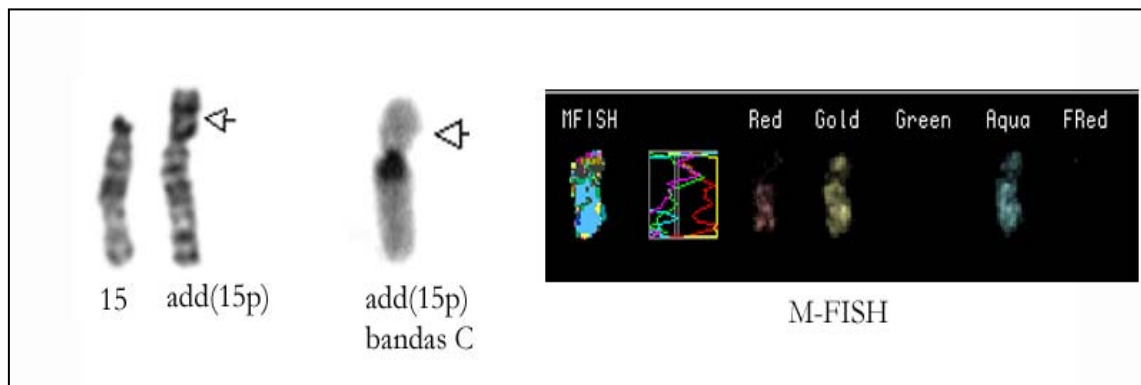 MFISH Red Gold Green Aqua FRed
15 add(15p) add(15p)
bandas C
M-FISH